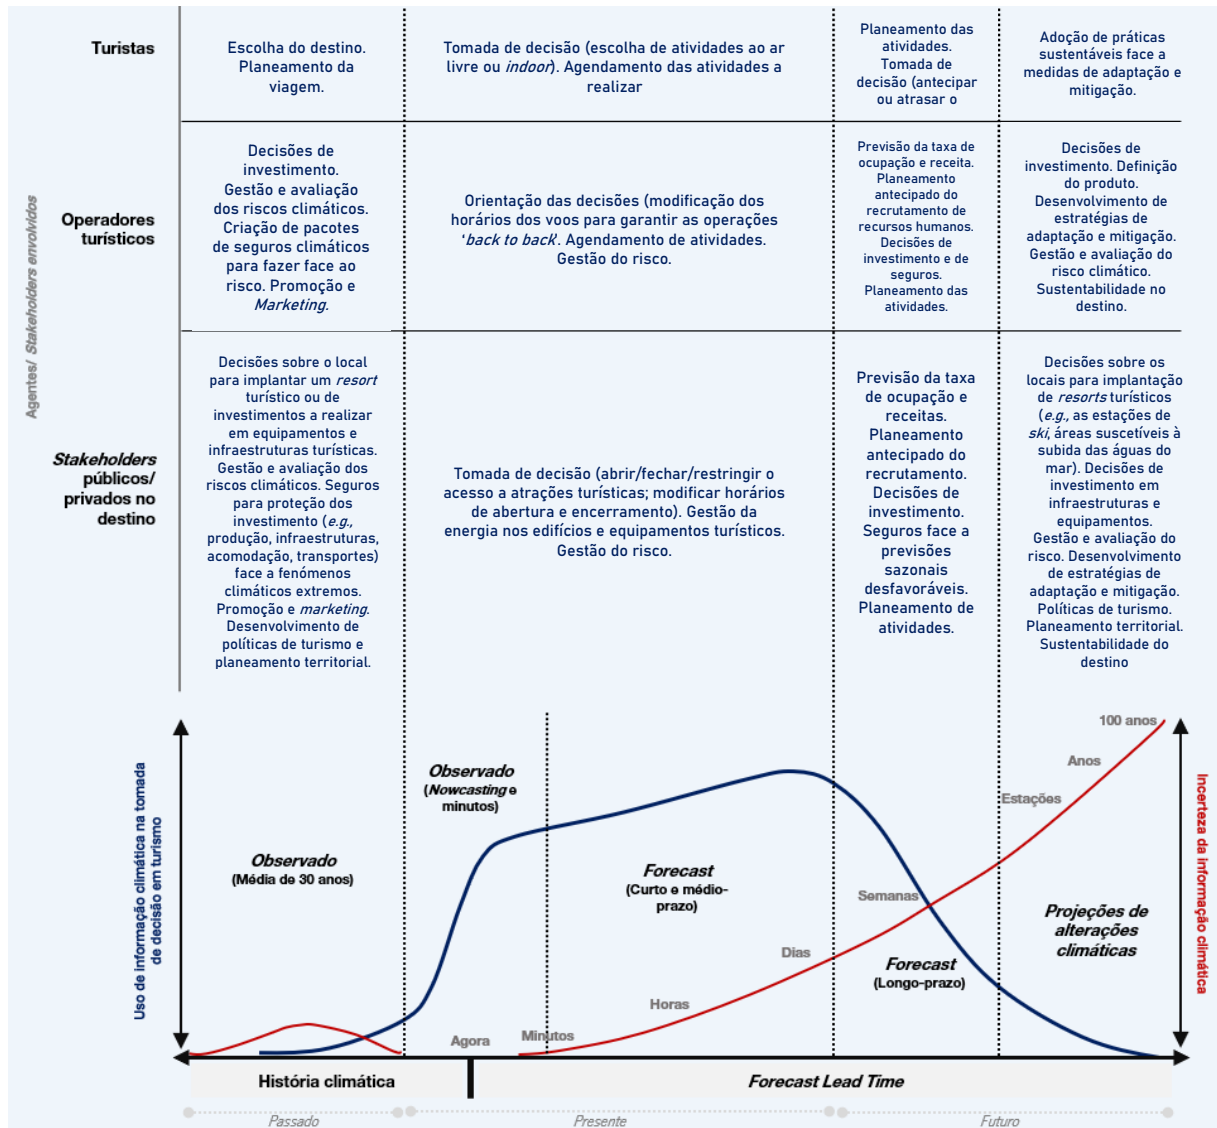 Agentes/ Stakeholders envolvidos
Turistas
Escolha do destino.
Planeamento da
viagem.
Tomada de decisão (escolha de atividades ao ar
livre ou indoor). Agendamento das atividades a
realizar
Planeamento das
atividades.
Tomada de
decisão (antecipar
ou atrasar o
Adoção de práticas
sustentáveis face a
medidas de adaptação e
mitigação.
Operadores
turísticos
Decisões de
investimento.
Gestão e avaliação
dos riscos climáticos.
Criação de pacotes
de seguros climáticos
para fazer face ao
risco. Promoção e
Marketing.
Orientação das decisões (modificação dos
horários dos voos para garantir as operações
‘back to back’. Agendamento de atividades.
Gestão do risco.
Previsão da taxa de
ocupação e receita.
Planeamento
antecipado do
recrutamento de
recursos humanos.
Decisões de
investimento e de
seguros.
Planeamento das
atividades.
Decisões de
investimento. Definição
do produto.
Desenvolvimento de
estratégias de
adaptação e mitigação.
Gestão e avaliação do
risco climático.
Sustentabilidade no
destino.
Stakeholders
públicos/
privados no
destino
Decisões sobre o local
para implantar um resort
turístico ou de
investimentos a realizar
em equipamentos e
infraestruturas turísticas.
Gestão e avaliação dos
riscos climáticos. Seguros
para proteção dos
investimento (e.g.,
produção, infraestruturas,
acomodação, transportes)
face a fenómenos
climáticos extremos.
Promoção e marketing.
Desenvolvimento de
políticas de turismo e
planeamento territorial.
Tomada de decisão (abrir/fechar/restringir o
acesso a atrações turísticas; modificar horários
de abertura e encerramento). Gestão da
energia nos edifícios e equipamentos turísticos.
Gestão do risco.
Previsão da taxa
de ocupação e
receitas.
Planeamento
antecipado do
recrutamento.
Decisões de
investimento.
Seguros face a
previsões
sazonais
desfavoráveis.
Planeamento de
atividades.
Decisões sobre os
locais para implantação
de resorts turísticos
(e.g., as estações de
ski, áreas suscetíveis à
subida das águas do
mar). Decisões de
investimento em
infraestruturas e
equipamentos.
Gestão e avaliação do
risco. Desenvolvimento
de estratégias de
adaptação e mitigação.
Políticas de turismo.
Planeamento territorial.
Sustentabilidade do
destino
Uso de informação climática na tomada
de decisão em turismo
Observado
(Média de 30 anos)
Observado
(Nowcasting e
minutos)
Forecast
(Curto e médio-
prazo)
Forecast
(Longo-prazo)
Projeções de
alterações
climáticas
Agora
Minutos
Horas
Dias
Semanas
Estações
Anos
100 anos
Incerteza da informação climática
História climática
Forecast Lead Time
Passado
Presente
Futuro